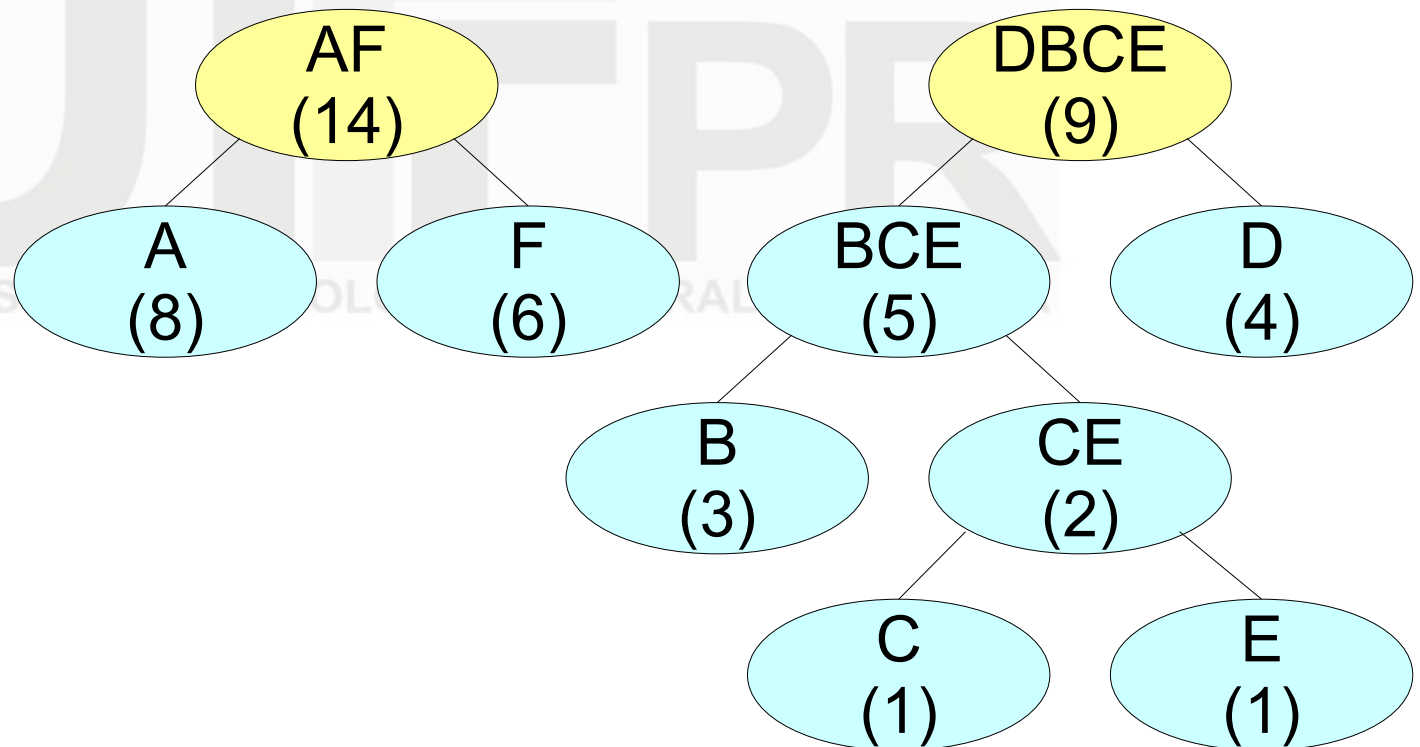 AF
(14)
DBCE
(9)
A
(8)
F
(6)
BCE
(5)
D
(4)
B
(3)
CE
(2)
C
(1)
E
(1)